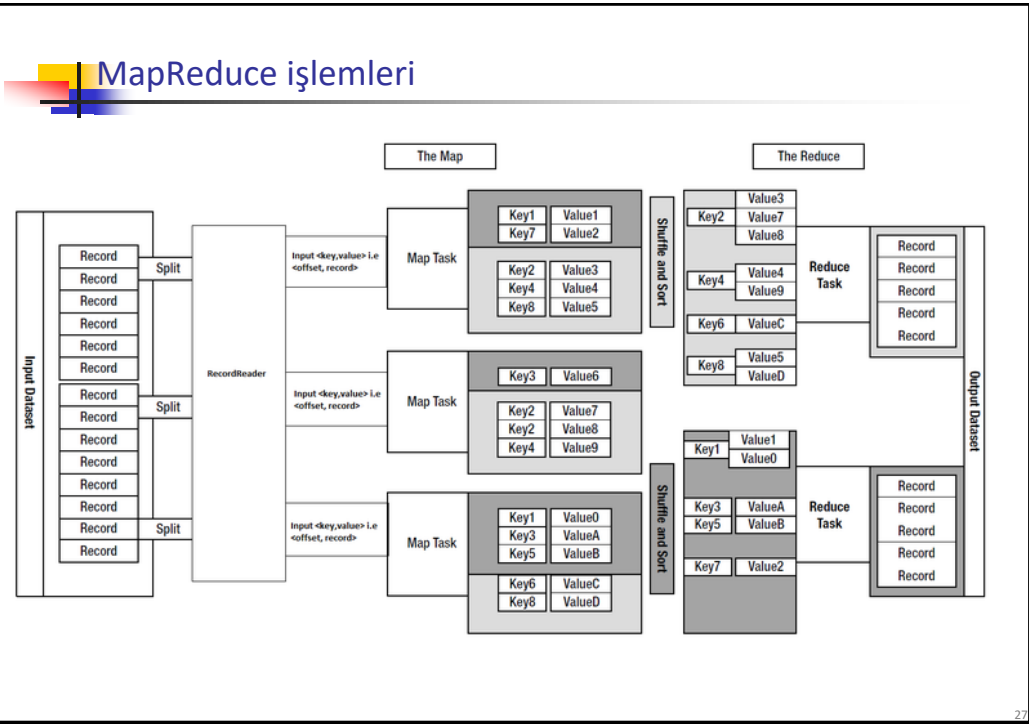 MapReduce işlemleri
The Map
The Reduce
Input Dataset
Record
Record
Record
Record
Record
Record
Record
Record
Record
Record
Record
Record
Record
Record
Split
Split
Split
RecordReader
Input <key,value> i.e
<offset, record>
Input <key,value> i.e
<offset, record>
Input <key,value> i.e
<offset, record>
Map Task
Key1 Value1
Key7 Value2
Key2 Value3
Key4 Value4
Key8 Value5
Map Task
Key3 Value6
Key2 Value7
Key2 Value8
Key4 Value9
Map Task
Key1 Value0
Key3 ValueA
Key5 ValueB
Key6 ValueC
Key8 ValueD
Shuffle and Sort
Shuffle and Sort
Key2
Value3
Value7
Value8
Key4
Value4
Value9
Key6 ValueC
Key8
Value5
ValueD
Reduce
Task
Record
Record
Record
Record
Record
Key1
Value1
Value0
Key3 ValueA
Key5 ValueB
Key7 Value2
Reduce
Task
Record
Record
Record
Record
Record
Output Dataset
27